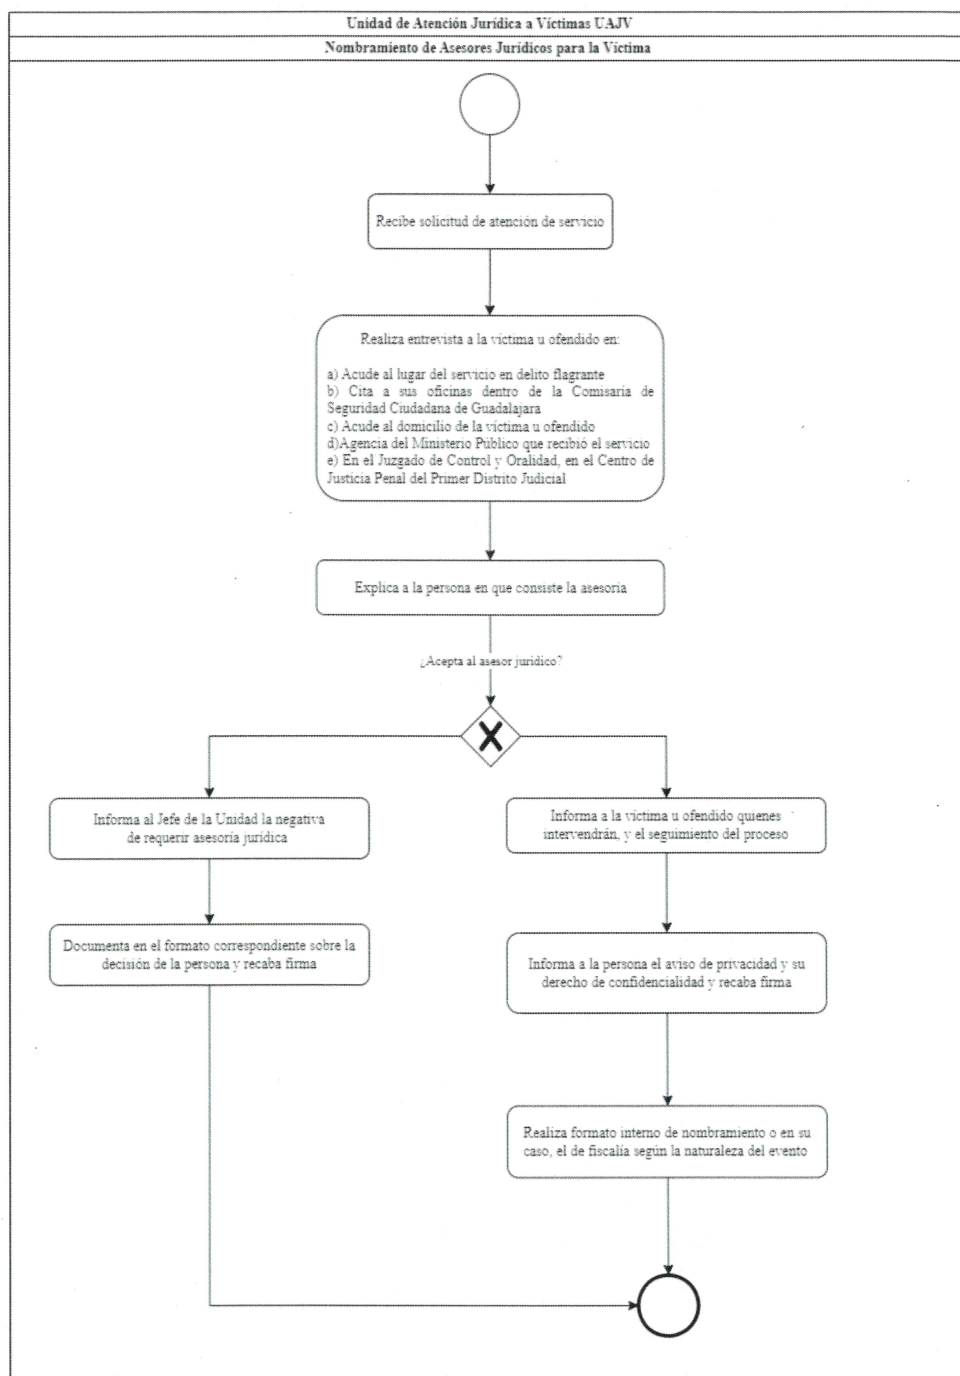 Unidad de Atención Jurídica a Víctimas UAJV
Nombramiento de Asesores Jurídicos para la Víctima
Recibe solicitud de atención de servicio
Realiza entrevista a la víctima u ofendido en:
a) Acude al lugar del servicio en delito flagrante
b) Cita a sus oficinas dentro de la Comisaría de
Seguridad Ciudadana de Guadalajara
c) Acude al domicilio de la víctima u ofendido
d)Agencia del Ministerio Público que recibió el servicio
e) En el Juzgado de Control y Oralidad, en el Centro de
Justicia Penal del Primer Distrito Judicial
Explica a la persona en que consiste la asesoría
¿Acepta al asesor jurídico?
Informa al Jefe de la Unidad la negativa
de requerir asesoría jurídica
Documenta en el formato correspondiente sobre la
decisión de la persona y recaba firma
Informa a la víctima u ofendido quienes
intervendrán, y el seguimiento del proceso
Informa a la persona el aviso de privacidad y su
derecho de confidencialidad y recaba firma
Realiza formato interno de nombramiento o en su
caso, el de fiscalía según la naturaleza del evento